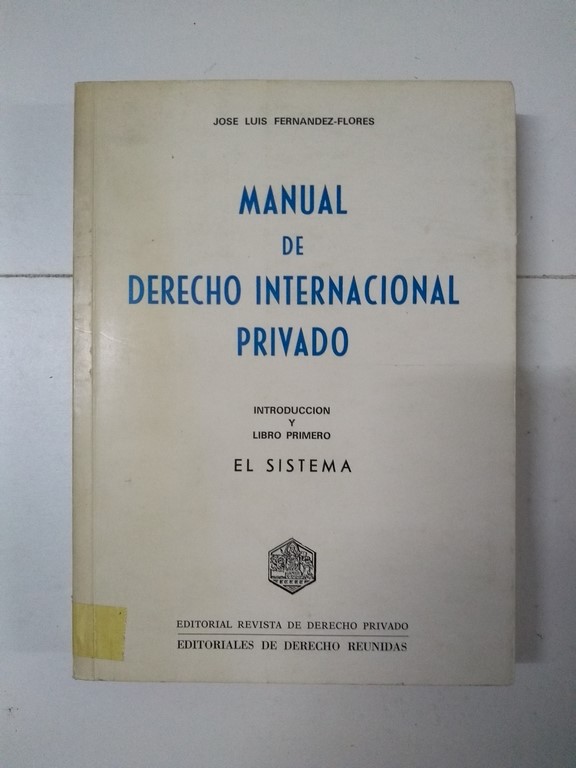 JOSE LUIS FERNANDEZ-FLORES
MANUAL
DE
DERECHO INTERNACIONAL
PRIVADO
INTRODUCCION
Y
LIBRO PRIMERO
EL SISTEMA
EDITORIAL REVISTA DE DERECHO PRIVADO
EDITORIALES DE DERECHO REUNIDAS